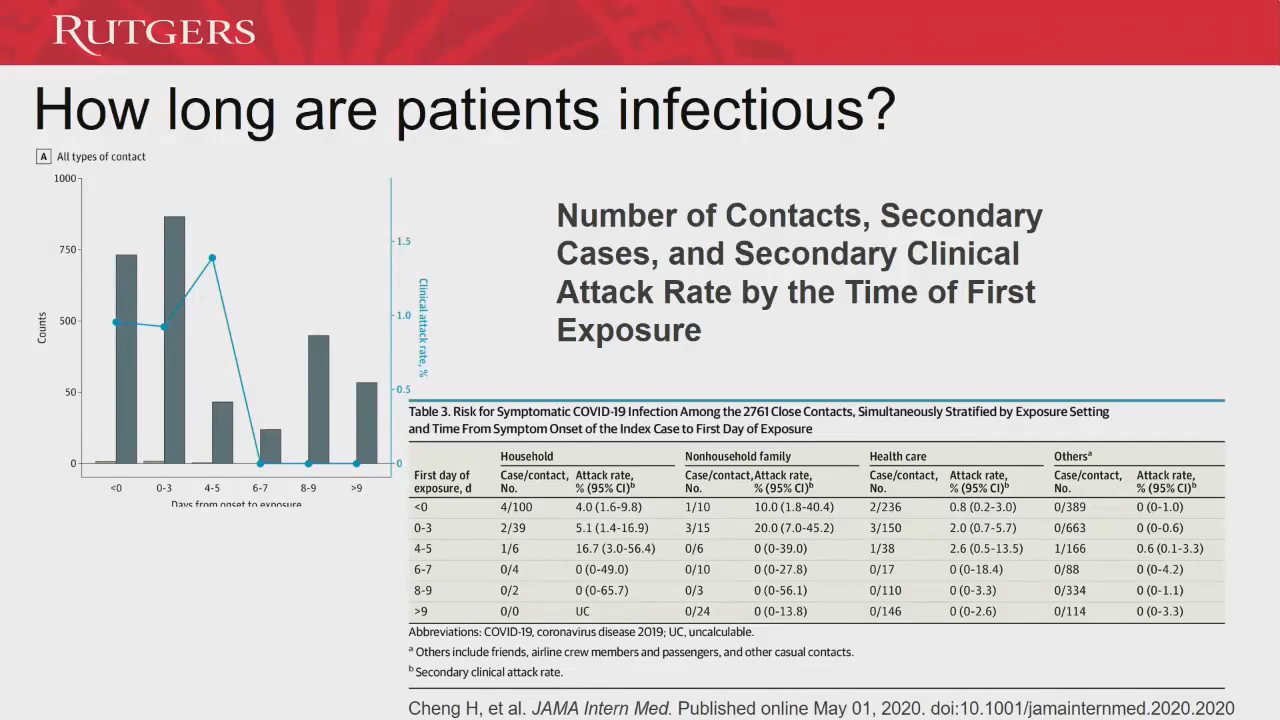 RUTGERS
How long are patients infectious?
A All types of contact
1000
750
500
50
0
Counts
1.5
1.0
0.5
0
Clinical attack rate, %
<0 0-3 4-5 6-7 8-9 >9
Days from onset to exposure
Number of Contacts, Secondary
Cases, and Secondary Clinical
Attack Rate by the Time of First
Exposure
Table 3. Risk for Symptomatic COVID-19 Infection Among the 2761 Close Contacts, Simultaneously Stratified by Exposure Setting
and Time From Symptom Onset of the Index Case to First Day of Exposure
Household Nonhousehold family Health care Othersa
First day of Case/contact, Attack rate, Case/contact, Attack rate, Case/contact, Attack rate, Case/contact, Attack rate,
exposure, d No. % (95% CI)b No. % (95% CI)b No. % (95% CI)b No. % (95% CI)b
<0 4/100 4.0 (1.6-9.8) 1/10 10.0 (1.8-40.4) 2/236 0.8 (0.2-3.0) 0/389 0 (0-1.0)
0-3 2/39 5.1 (1.4-16.9) 3/15 20.0 (7.0-45.2) 3/150 2.0 (0.7-5.7) 0/663 0 (0-0.6)
4-5 1/6 16.7 (3.0-56.4) 0/6 0 (0-39.0) 1/38 2.6 (0.5-13.5) 1/166 0.6 (0.1-3.3)
6-7 0/4 0 (0-49.0) 0/10 0 (0-27.8) 0/17 0 (0-18.4) 0/88 0 (0-4.2)
8-9 0/2 0 (0-65.7) 0/3 0 (0-56.1) 0/110 0 (0-3.3) 0/334 0 (0-1.1)
>9 0/0 UC 0/24 0 (0-13.8) 0/146 0 (0-2.6) 0/114 0 (0-3.3)
Abbreviations: COVID-19, coronavirus disease 2019; UC, uncalculable.
a Others include friends, airline crew members and passengers, and other casual contacts.
b Secondary clinical attack rate.
Cheng H, et al. JAMA Intern Med. Published online May 01, 2020. doi:10.1001/jamainternmed.2020.2020